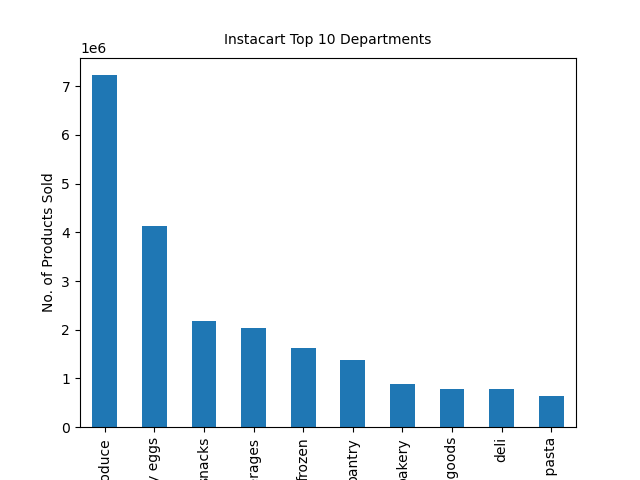 Instacart Top 10 Departments
1e6
No. of Products Sold
7
6
5
4
3
2
1
0
oduce
y eggs
snacks
rages
frozen
pantry
akery
goods
deli
pasta